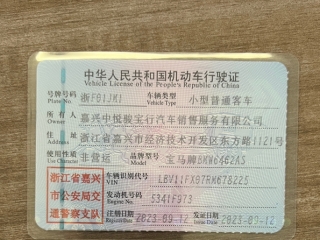 中华人民共和国机动车行驶证
Vehicle License of the People's Republic of China
号牌号码 浙F01JM1 车辆类型 小型普通客车
Plate No. Vehicle Type
所有人 嘉兴中悦骏宝行汽车销售服务有限公司
Owner
住址 浙江省嘉兴市经济技术开发区东方路1121号
Address
使用性质 非营运 品牌型号 宝马牌BMW6462AS
Use Character Model
浙江省嘉兴 车辆识别代号
VIN
市公安局交 发动机号码 5341F973
Engine No.
通警察支队 注册日期 2023-09-12 发证日期 2023-09-12
Register Date Issue Date